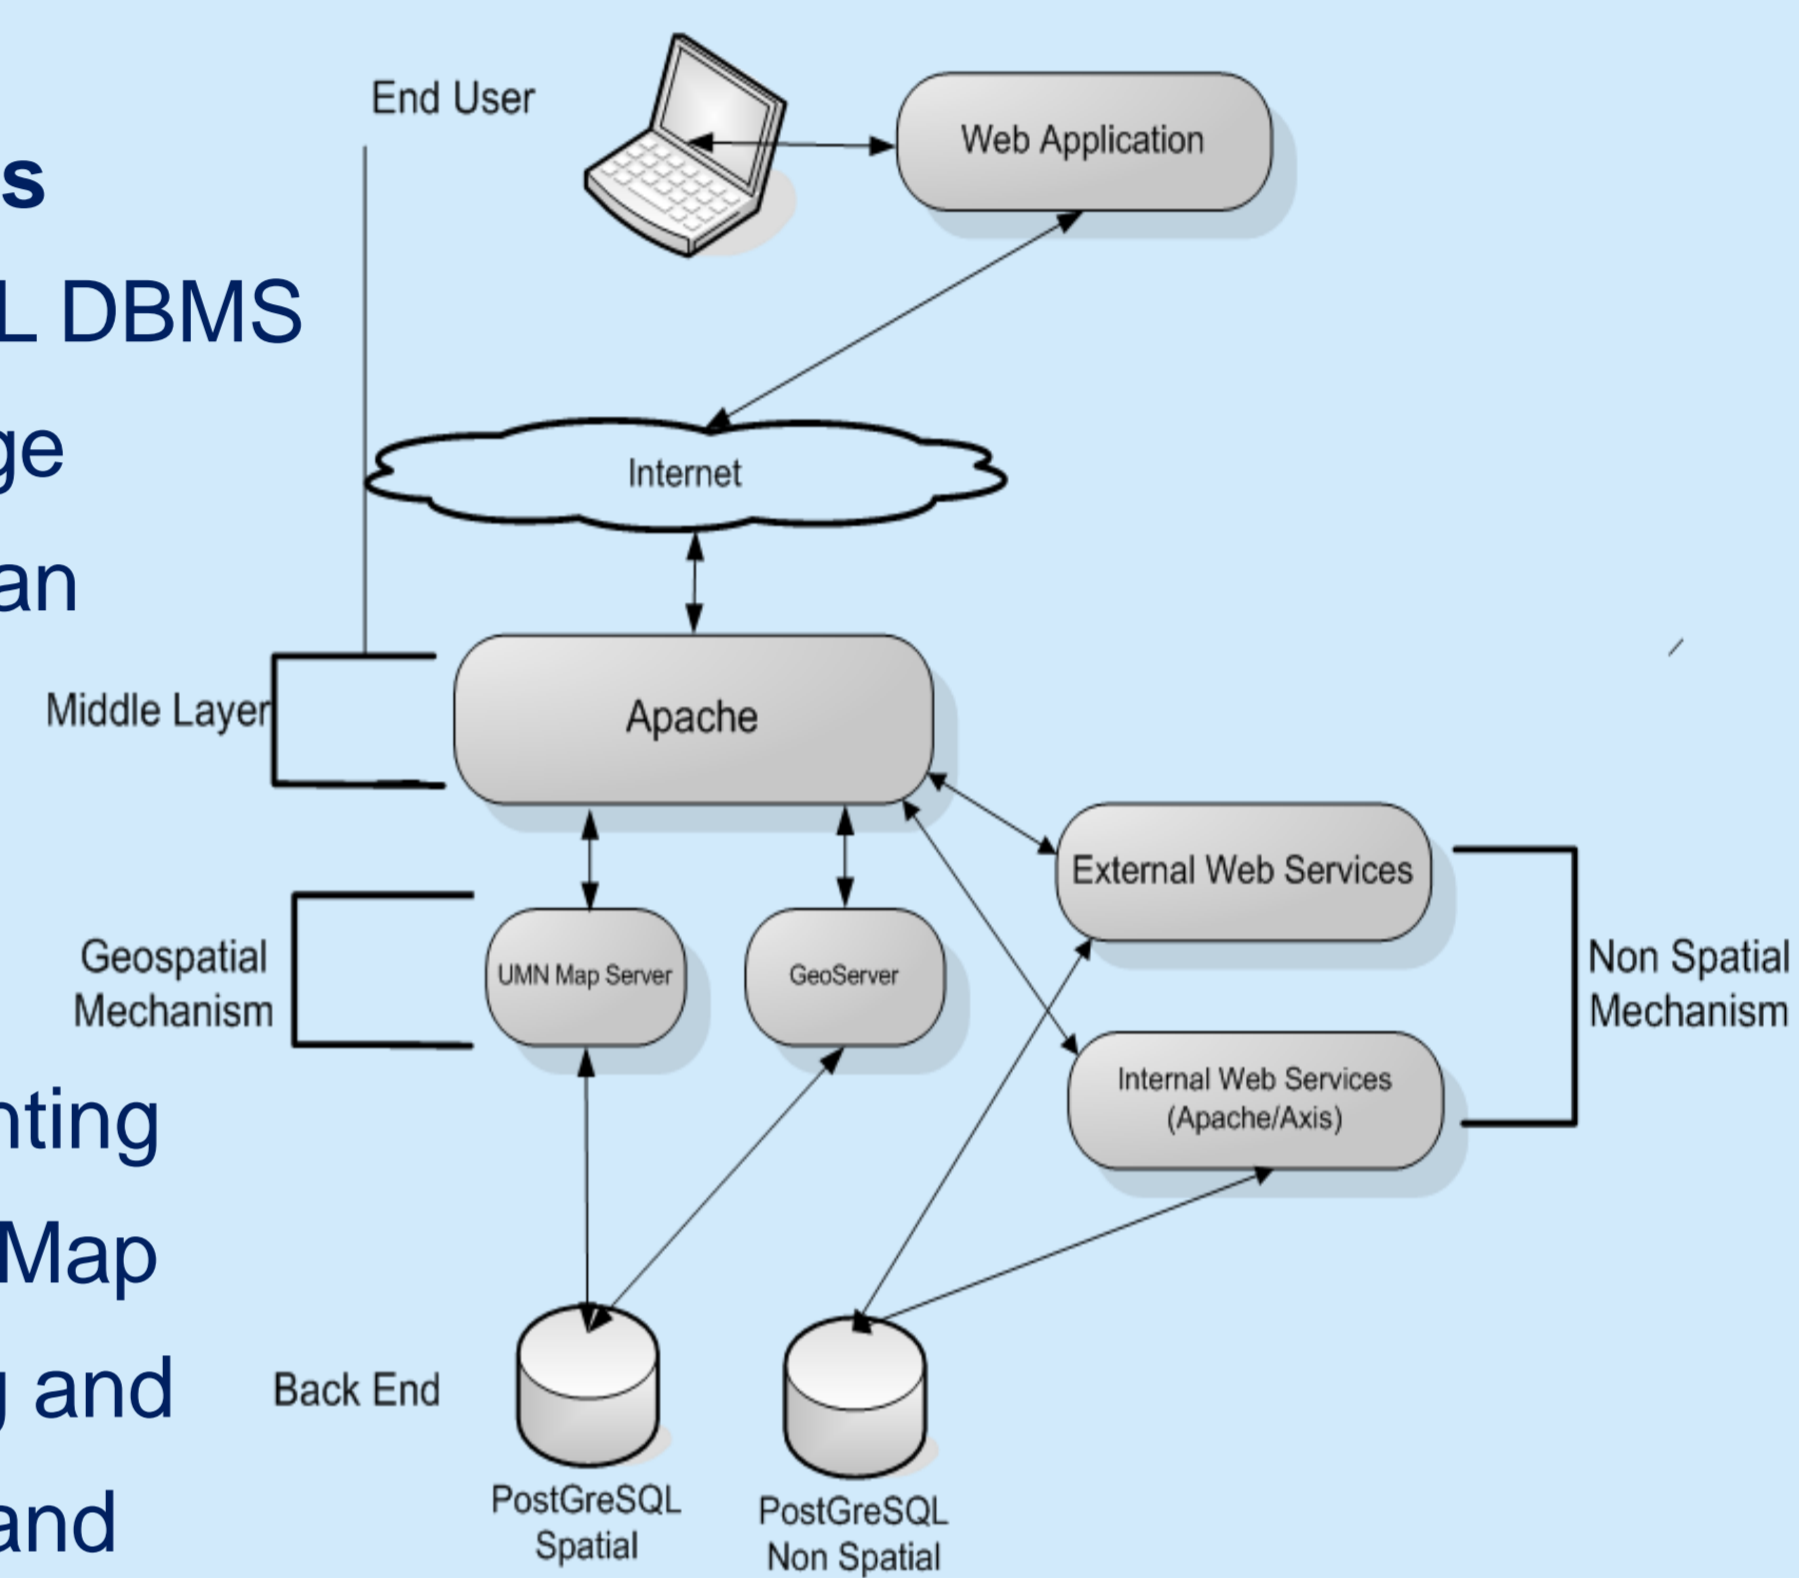 s
L DBMS
ge
an
nting
Map
g and
and
End User
Web Application
Internet
Middle Layer
Apache
External Web Services
Geospatial
Mechanism
UMN Map Server
GeoServer
Non Spatial
Mechanism
Internal Web Services
(Apache/Axis)
Back End
PostGreSQL
Spatial
PostGreSQL
Non Spatial